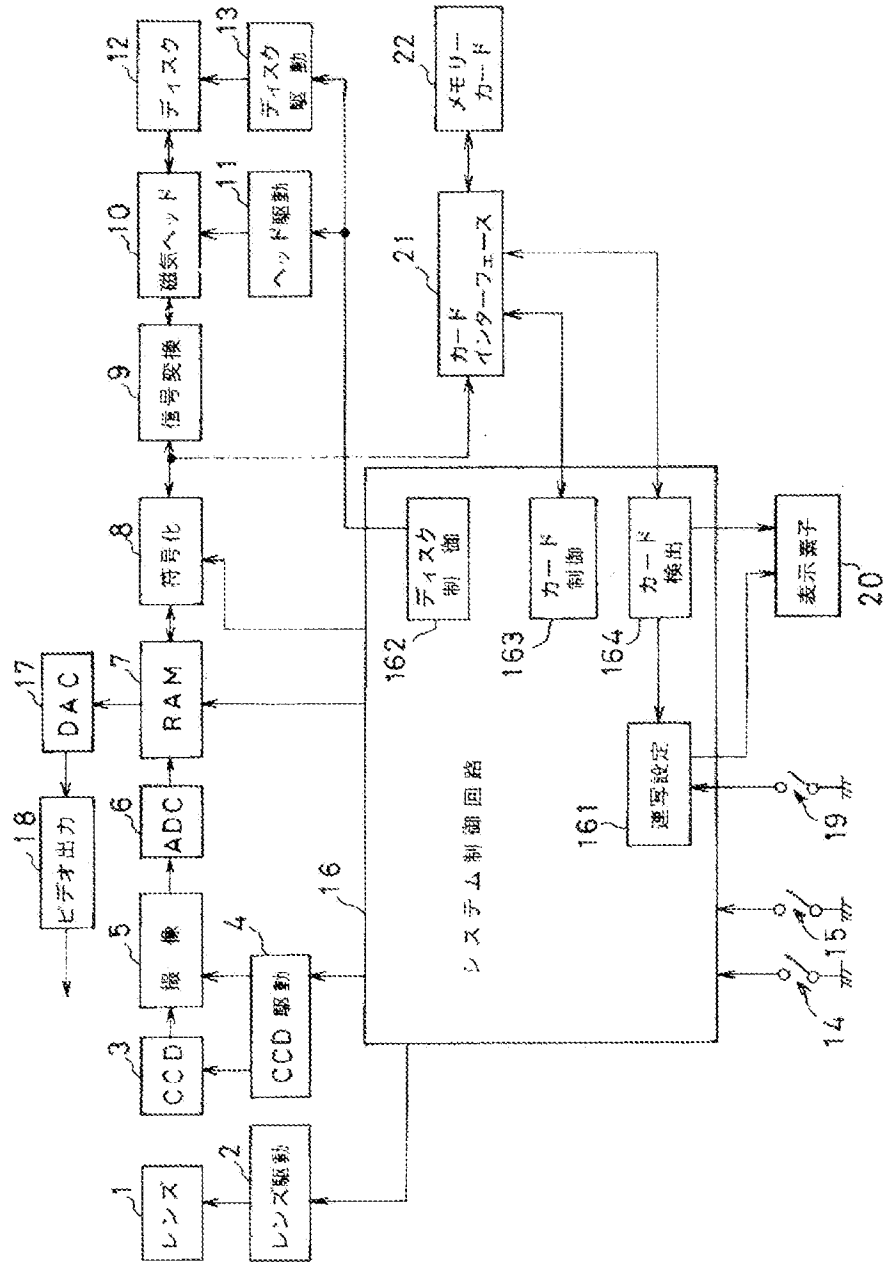 1
レンズ
2
レンズ駆動
3
CCD
4
CCD駆動
5
撮像
6
ADC
7
RAM
8
符号化
9
信号変換
10
磁気ヘッド
11
ヘッド駆動
12
ディスク
13
ディスク
駆動
17
DAC
18
ビデオ出力
16
システム制御回路
162
ディスク
制御
163
カード
制御
164
カード
検出
161
連写設定
21
カード
インターフェース
22
メモリー
カード
14
15
19
20
表示素子